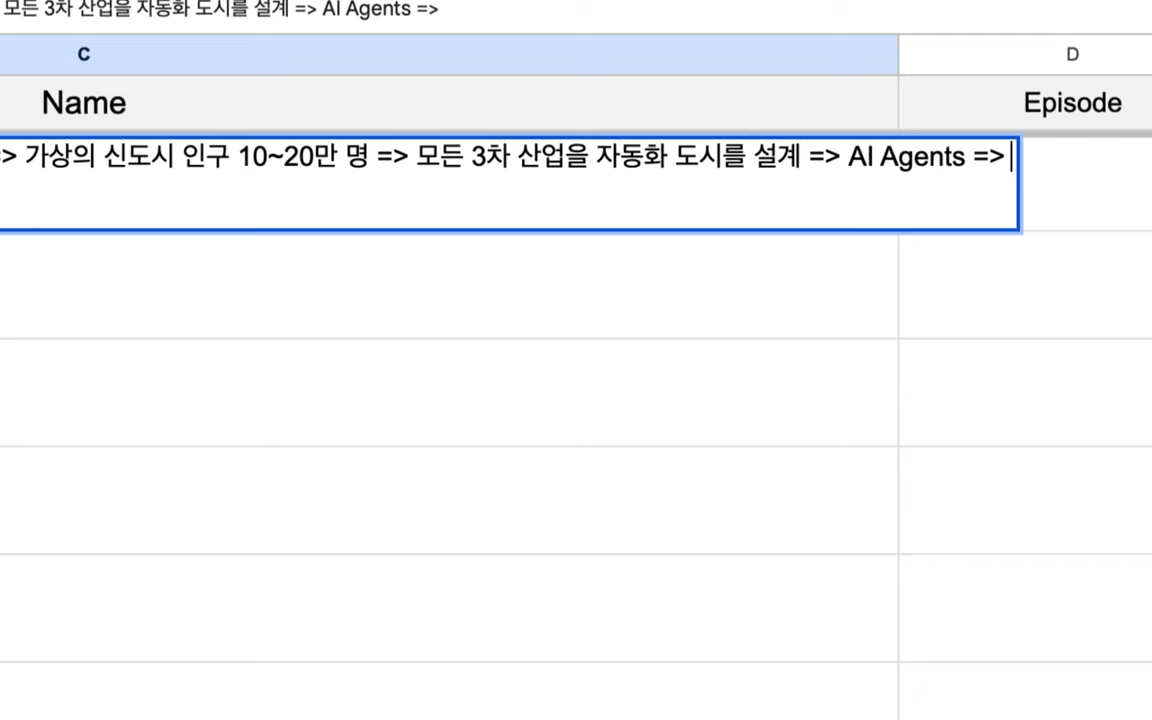 모든 3차 산업을 자동화 도시를 설계 => AI Agents =>
C
D
Name
Episode
=> 가상의 신도시 인구 10~20만 명 => 모든 3차 산업을 자동화 도시를 설계 => AI Agents =>